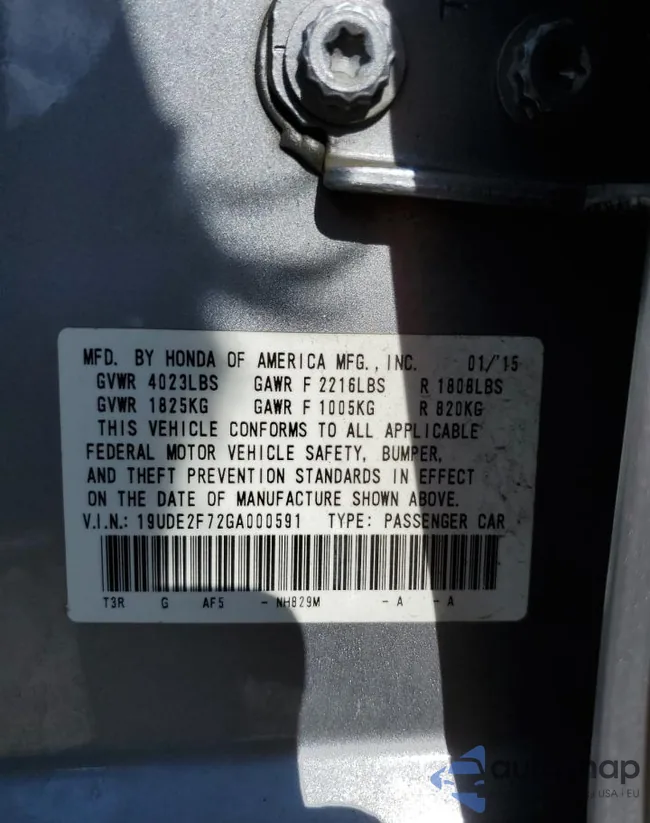 MFD. BY HONDA OF AMERICA MFG., INC. 01/'15
GVWR 4023LBS GAWR F 2216LBS R 1808LBS
GVWR 1825KG GAWR F 1005KG R 820KG
THIS VEHICLE CONFORMS TO ALL APPLICABLE
FEDERAL MOTOR VEHICLE SAFETY, BUMPER,
AND THEFT PREVENTION STANDARDS IN EFFECT
ON THE DATE OF MANUFACTURE SHOWN ABOVE.
V.I.N.: 19UDE2F72GA000591 TYPE: PASSENGER CAR
T3R G AF5 - NH829M - A - A
USA | EU